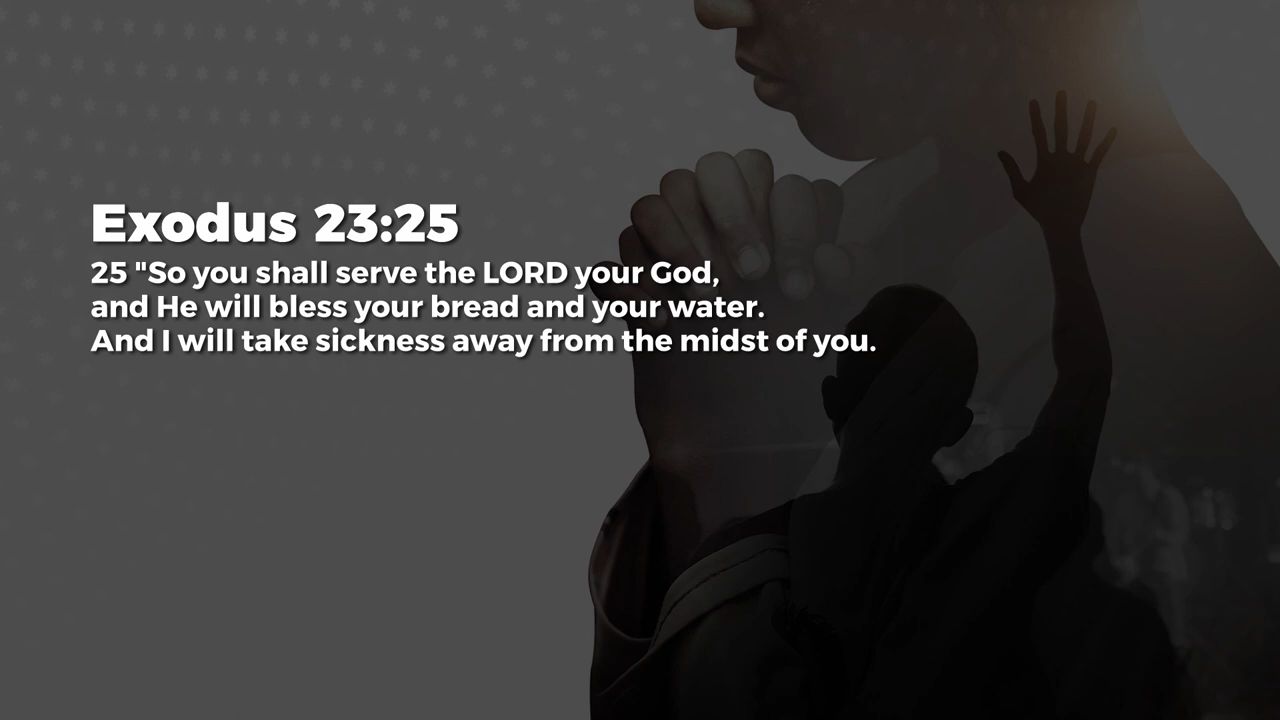 Exodus 23:25
25 "So you shall serve the LORD your God,
and He will bless your bread and your water.
And I will take sickness away from the midst of you.